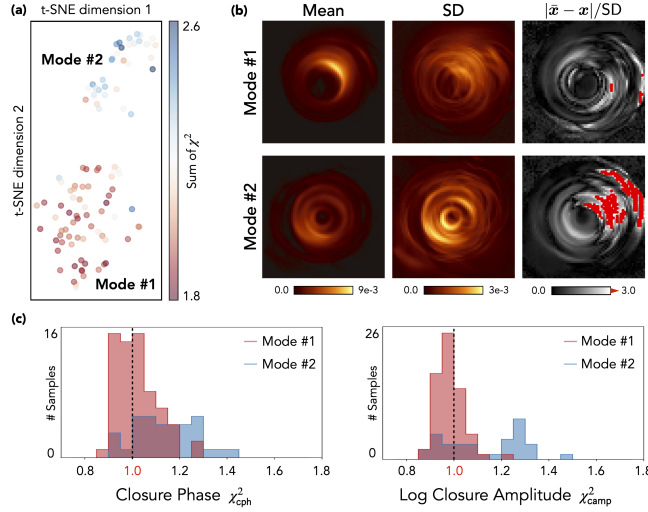 (a)
t-SNE dimension 1
t-SNE dimension 2
Mode #2
Mode #1
2.6
Sum of χ²
1.8
(b)
Mean
SD
|x̄ − x|/SD
Mode #1
Mode #2
0.0
9e-3
0.0
3e-3
0.0
3.0
(c)
16
# Samples
0
Mode #1
Mode #2
0.8
1.0
1.2
1.4
1.6
1.8
Closure Phase χ²cph
26
# Samples
0
Mode #1
Mode #2
0.8
1.0
1.2
1.4
1.6
1.8
Log Closure Amplitude χ²camp